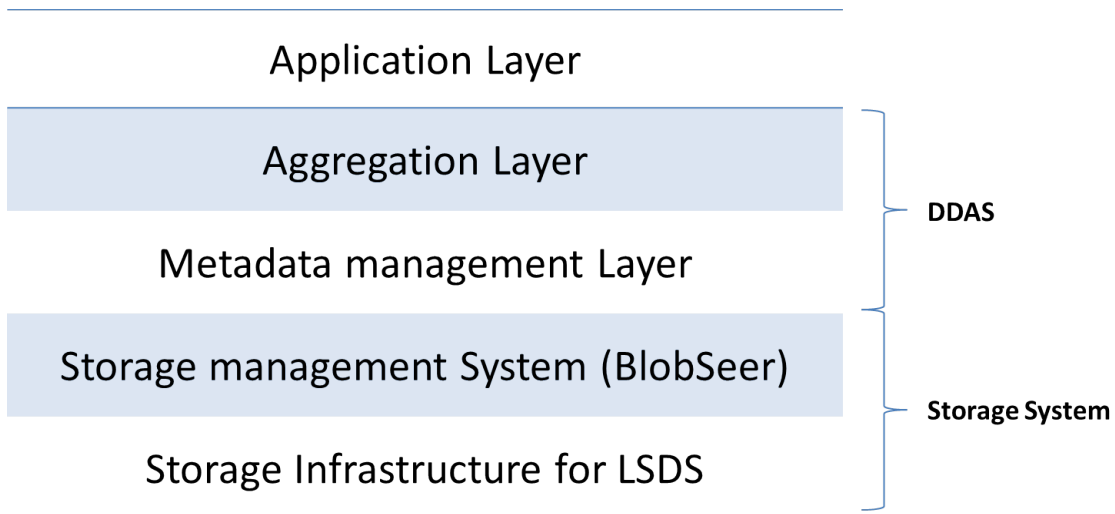 Application Layer
Aggregation Layer
DDAS
Metadata management Layer
Storage management System (BlobSeer)
Storage System
Storage Infrastructure for LSDS